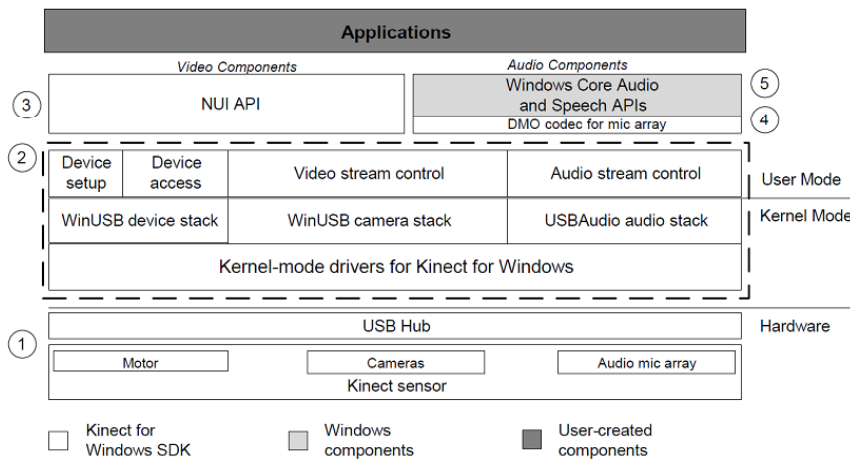 Applications
Video Components
Audio Components
3
NUI API
Windows Core Audio
and Speech APIs
5
DMO codec for mic array
4
2
Device
setup
Device
access
Video stream control
Audio stream control
User Mode
WinUSB device stack
WinUSB camera stack
USBAudio audio stack
Kernel Mode
Kernel-mode drivers for Kinect for Windows
USB Hub
Hardware
1
Motor
Cameras
Audio mic array
Kinect sensor
Kinect for
Windows SDK
Windows
components
User-created
components